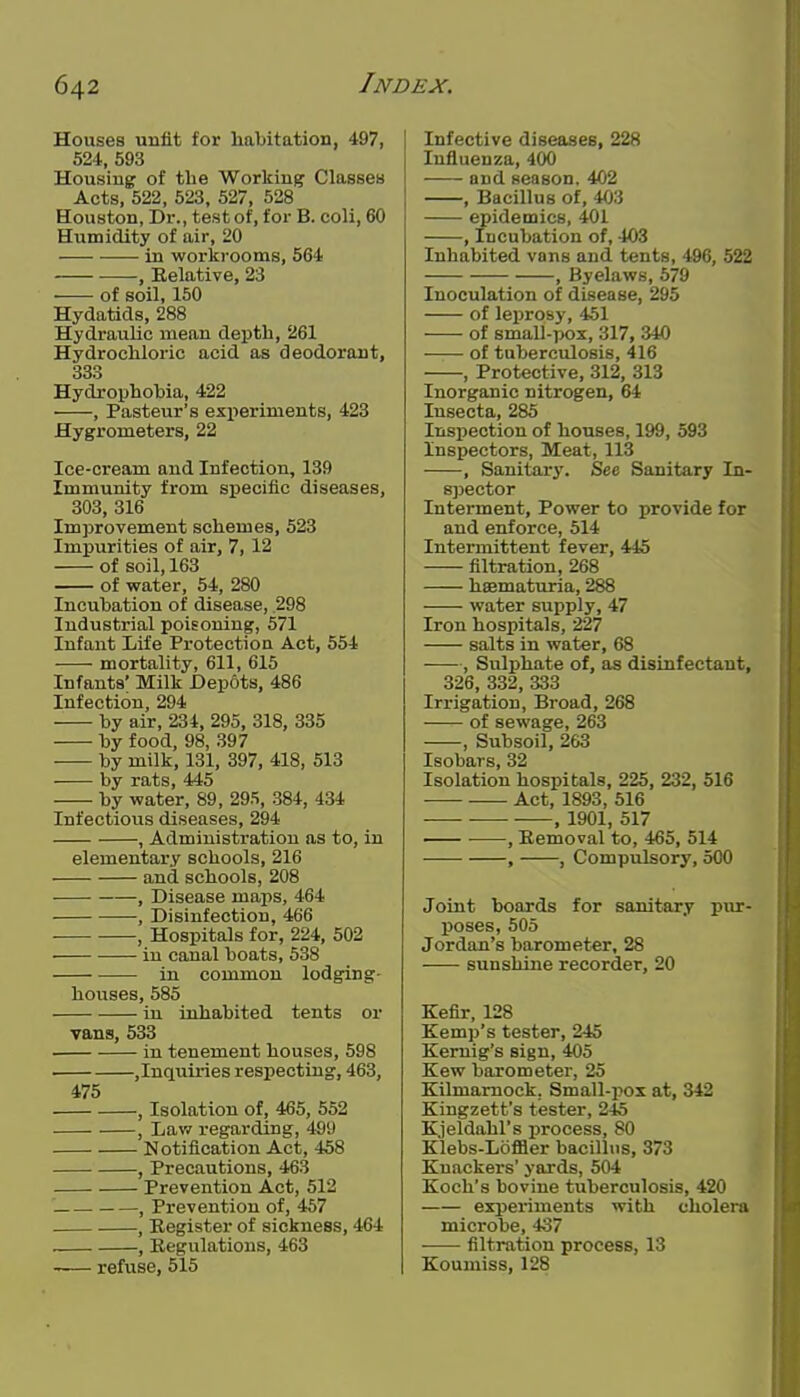 642 INDEX.
Houses unfit for habitation, 497,
524, 593
Housing of the Working Classes
Acts, 522, 523, 527, 528
Houston, Dr., test of, for B. coli, 60
Humidity of air, 20
—— —— in workrooms, 564
—— ——, Relative, 23
—— of soil, 150
Hydatids, 288
Hydraulic mean depth, 261
Hydrochloric acid as deodorant,
333
Hydrophobia, 422
——, Pasteur's experiments, 423
Hygrometers, 22
Ice-cream and Infection, 139
Immunity from specific diseases,
303, 316
Improvement schemes, 523
Impurities of air, 7, 12
—— of soil, 163
—— of water, 54, 280
Incubation of disease, 298
Industrial poisoning, 571
Infant Life Protection Act, 554
—— mortality, 611, 615
Infants' Milk Depôts, 486
Infection, 294
—— by air, 234, 295, 318, 335
—— by food, 98, 397
—— by milk, 131, 397, 418, 513
—— by rats, 445
—— by water, 89, 295, 384, 434
Infectious diseases, 294
—— ——, Administration as to, in
elementary schools, 216
—— —— and schools, 208
—— ——, Disease maps, 464
—— ——, Disinfection, 466
—— ——, Hospitals for, 224, 502
—— —— in canal boats, 538
—— —— in common lodging-
houses, 585
—— —— in inhabited tents or
vans, 533
—— —— in tenement houses, 598
—— ——, Inquiries respecting, 463,
475
—— ——, Isolation of, 465, 552
—— ——, Law regarding, 499
—— —— Notification Act, 458
—— ——, Precautions, 463
—— —— Prevention Act, 512
—— ——, Prevention of, 457
—— ——, Register of sickness, 464
—— ——, Regulations, 463
—— refuse, 515
Infective diseases, 228
Influenza, 400
—— and season, 402
——, Bacillus of, 403
—— epidemics, 401
——, Incubation of, 403
Inhabited vans and tents, 496, 522
—— —— ——, Byelaws, 579
Inoculation of disease, 295
—— of leprosy, 451
—— of small-pox, 317, 340
—— of tuberculosis, 416
——, Protective, 312, 313
Inorganic nitrogen, 64
Insecta, 285
Inspection of houses, 199, 593
Inspectors, Meat, 113
——, Sanitary. See Sanitary In-
spector
Interment, Power to provide for
and enforce, 514
Intermittent fever, 445
—— filtration, 268
—— hæmaturia, 288
—— water supply, 47
Iron hospitals, 227
—— salts in water, 68
——, Sulphate of, as disinfectant,
326, 332, 333
Irrigation, Broad, 268
—— of sewage, 263
——, Subsoil, 263
Isobars, 32
Isolation hospitals, 225, 232, 516
—— —— Act, 1893, 516
—— —— ——, 1901, 517
—— ——, Removal to, 465, 514
—— ——, ——, Compulsory, 500
Joint boards for sanitary pur-
poses, 505
Jordan's barometer, 28
—— sunshine recorder, 20
Kefir, 128
Kemp's tester, 245
Kernig's sign, 405
Kew barometer, 25
Kilmarnock, Small-pox at, 342
Kingzett's tester, 245
Kjeldahl's process, 80
Klebs-Löffler bacillus, 373
Knackers' yards, 504
Koch's bovine tuberculosis, 420
—— experiments with cholera
microbe, 437
—— filtration process, 13
Koumiss, 128